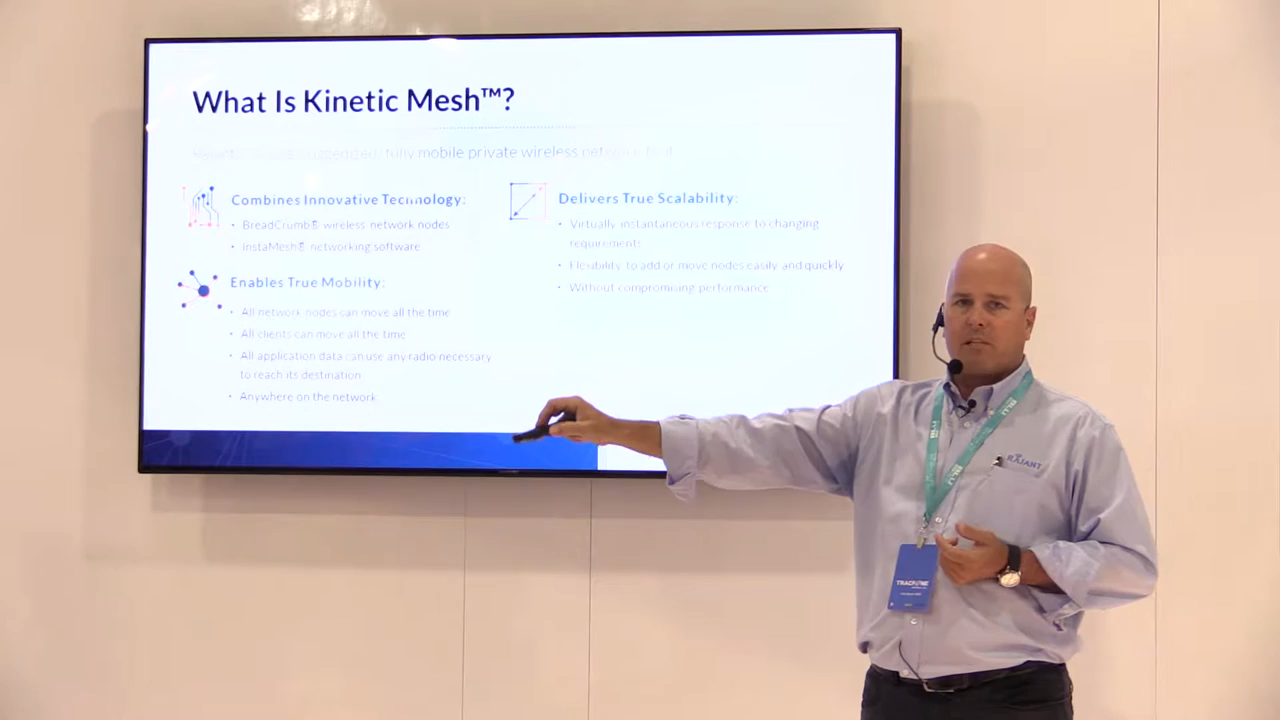 What Is Kinetic Mesh™?
fully mobile private wireless network
Combines Innovative Technology:
• BreadCrumb® wireless network nodes
• InstaMesh® networking software
Enables True Mobility:
• All network nodes can move all the time
• All clients can move all the time
• All application data can use any radio necessary
to reach its destination
• Anywhere on the network
Delivers True Scalability:
• Virtually instantaneous response to changing
requirements
• Flexibility to add or move nodes easily and quickly
• Without compromising performance
RAJANT